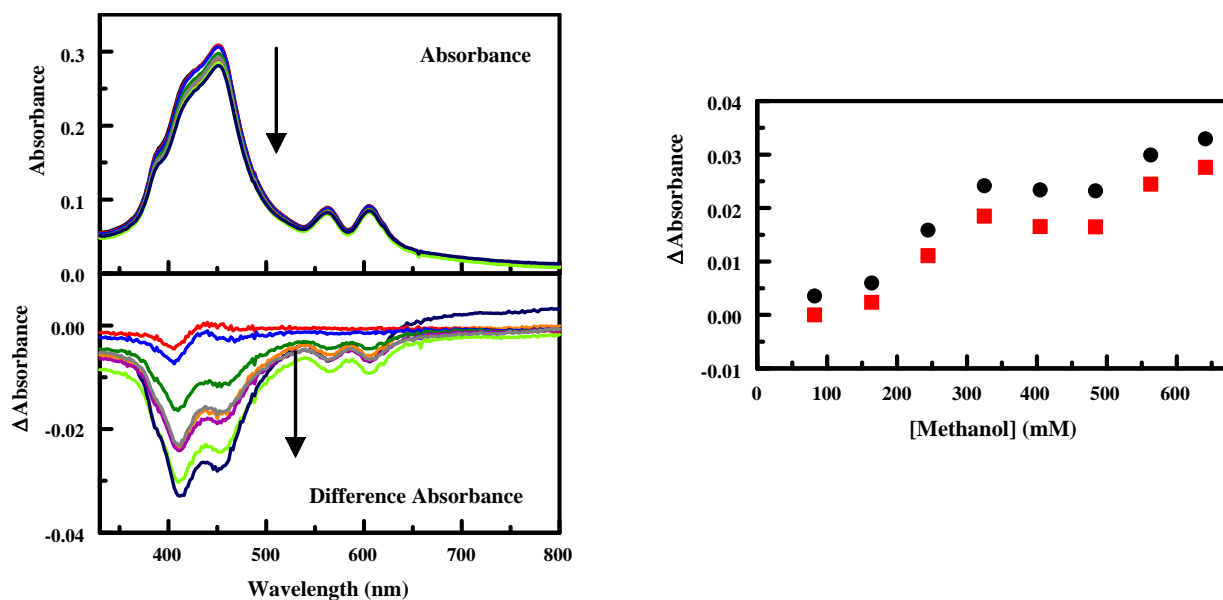 Absorbance
0.3
0.2
0.1
0.0
Absorbance
Δ Absorbance
0.00
-0.02
-0.04
Difference Absorbance
400 500 600 700 800
Wavelength (nm)
Δ Absorbance
0.04
0.03
0.02
0.01
0.00
-0.01
0 100 200 300 400 500 600
[Methanol] (mM)